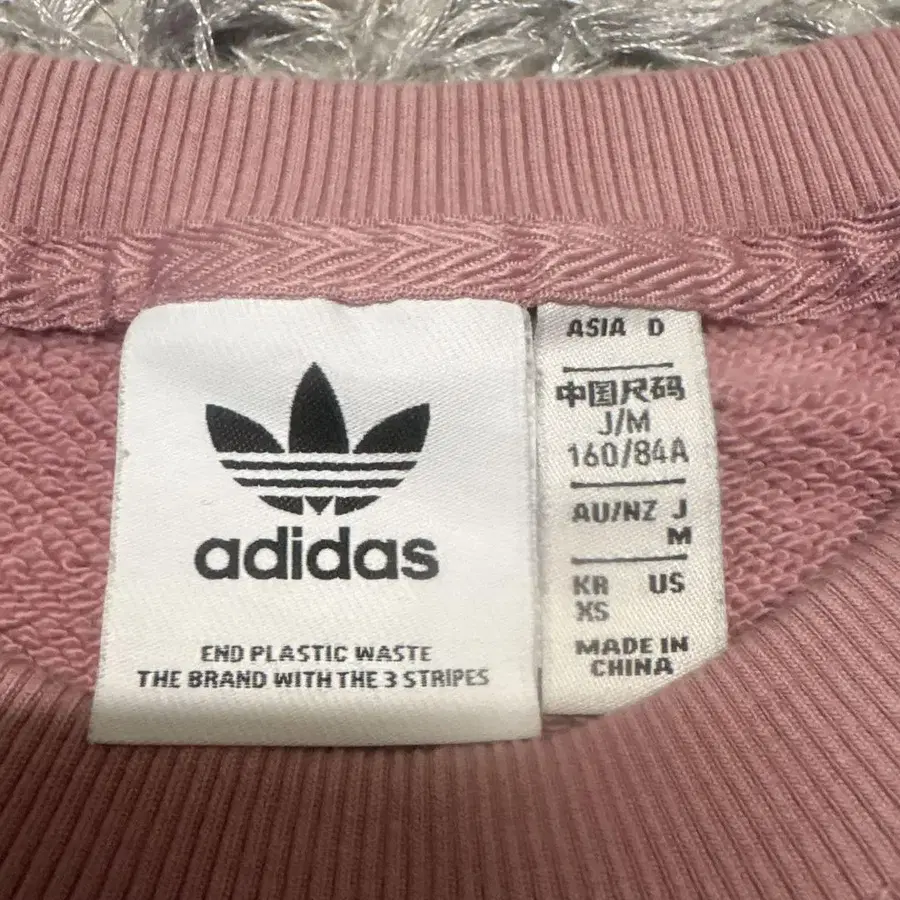 adidas
END PLASTIC WASTE
THE BRAND WITH THE 3 STRIPES
ASIA D
中国尺码
J/M
160/84A
AU/NZ J
M
KR US
XS
MADE IN
CHINA